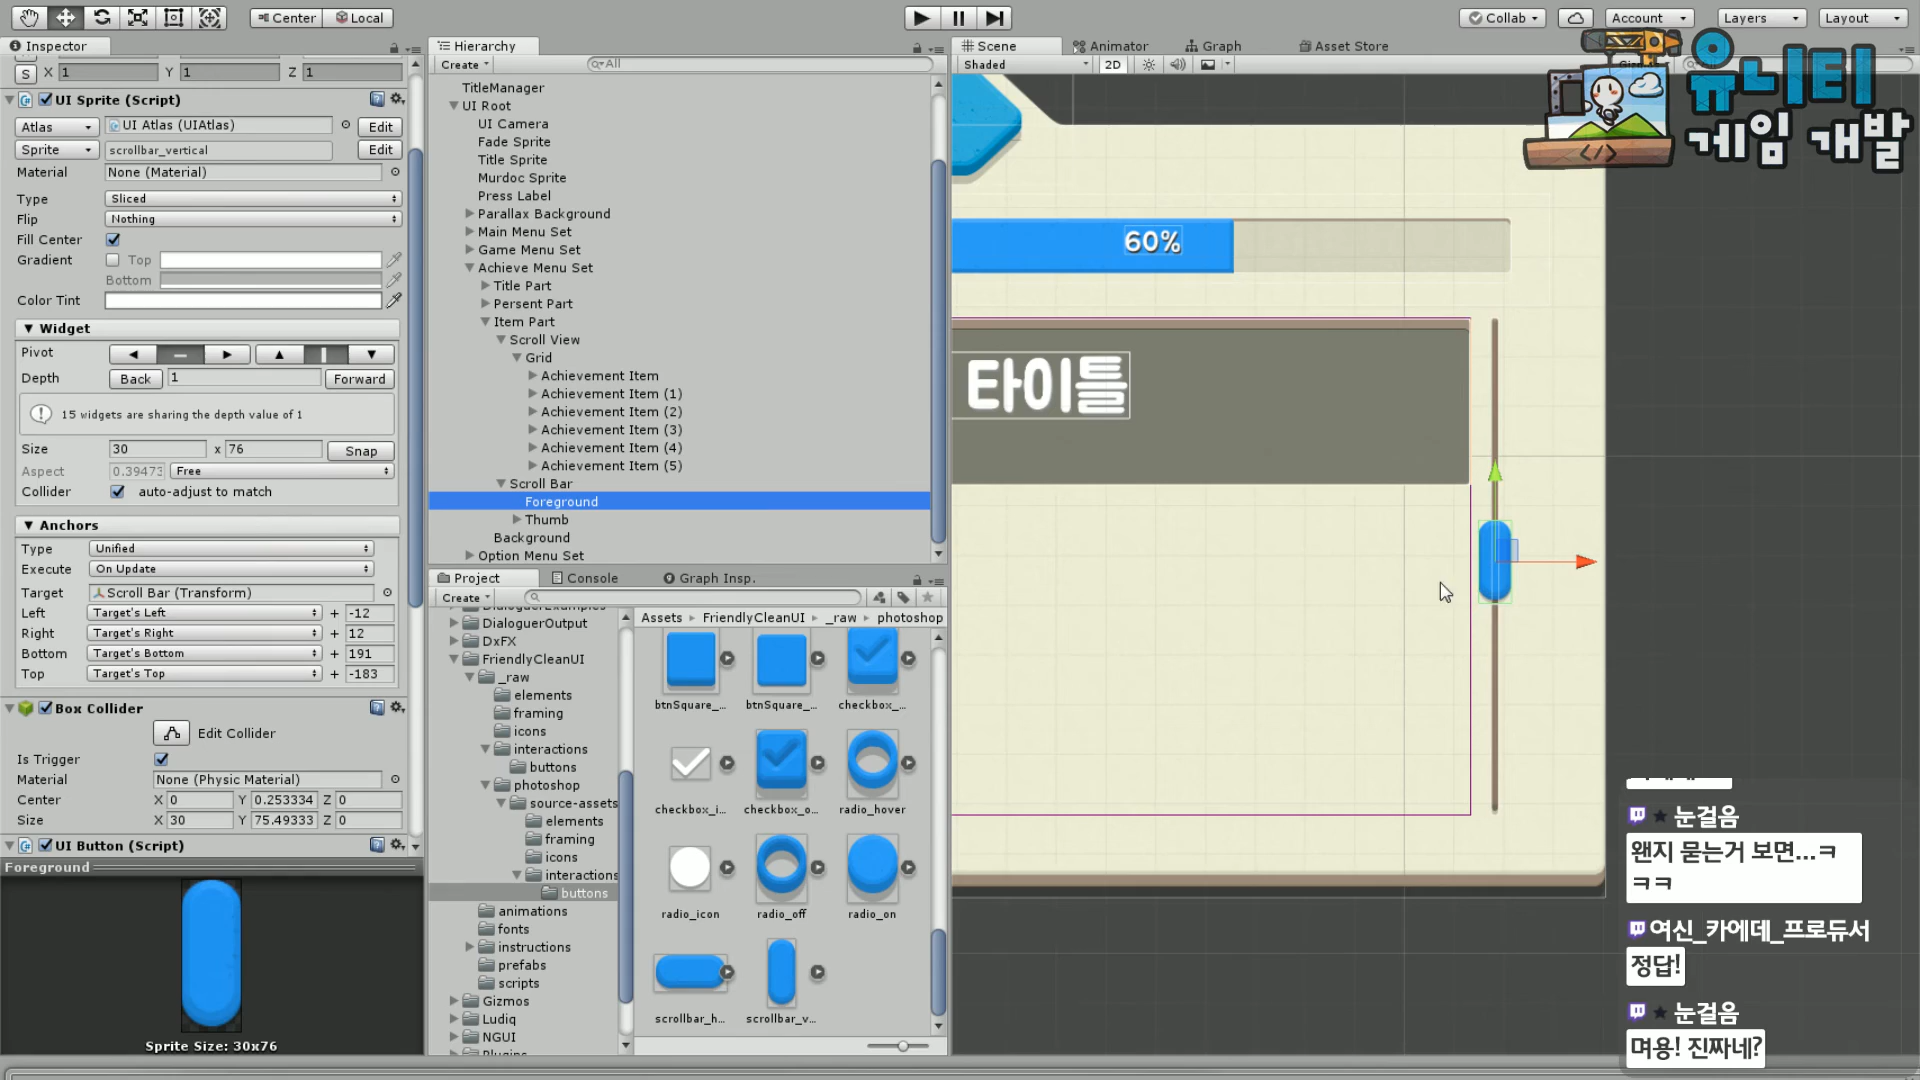 Center
Local
Collab
Account
Layers
Layout
Inspector
S X 1 Y 1 Z 1
UI Sprite (Script)
Atlas UI Atlas (UIAtlas) Edit
Sprite scrollbar_vertical Edit
Material None (Material)
Type Sliced
Flip Nothing
Fill Center
Gradient Top
Bottom
Color Tint
Widget
Pivot
Depth Back 1 Forward
15 widgets are sharing the depth value of 1
Size 30 x 76 Snap
Aspect 0.39473 Free
Collider auto-adjust to match
Anchors
Type Unified
Execute On Update
Target Scroll Bar (Transform)
Left Target's Left + -12
Right Target's Right + 12
Bottom Target's Bottom + 191
Top Target's Top + -183
Box Collider
Edit Collider
Is Trigger
Material None (Physic Material)
Center X 0 Y 0.253334 Z 0
Size X 30 Y 75.49333 Z 0
UI Button (Script)
Foreground
Sprite Size: 30x76
Hierarchy
Create All
TitleManager
UI Root
UI Camera
Fade Sprite
Title Sprite
Murdoc Sprite
Press Label
Parallax Background
Main Menu Set
Game Menu Set
Achieve Menu Set
Title Part
Persent Part
Item Part
Scroll View
Grid
Achievement Item
Achievement Item (1)
Achievement Item (2)
Achievement Item (3)
Achievement Item (4)
Achievement Item (5)
Scroll Bar
Foreground
Thumb
Background
Option Menu Set
Project
Console
Graph Insp.
Create
DialoguerOutput
DxFX
FriendlyCleanUI
_raw
elements
framing
icons
interactions
buttons
photoshop
source-assets
elements
framing
icons
interactions
buttons
animations
fonts
instructions
prefabs
scripts
Gizmos
Ludiq
NGUI
Assets FriendlyCleanUI _raw photoshop
btnSquare_... btnSquare_... checkbox_...
checkbox_i... checkbox_o... radio_hover
radio_icon radio_off radio_on
scrollbar_h... scrollbar_v...
Scene
Animator
Graph
Asset Store
Shaded
2D
60%
타이틀
유니티
게임 개발
</>
눈걸음
왠지 묻는거 보면...ㅋ
ㅋㅋ
여신_카에데_프로듀서
정답!
눈걸음
며용! 진짜네?